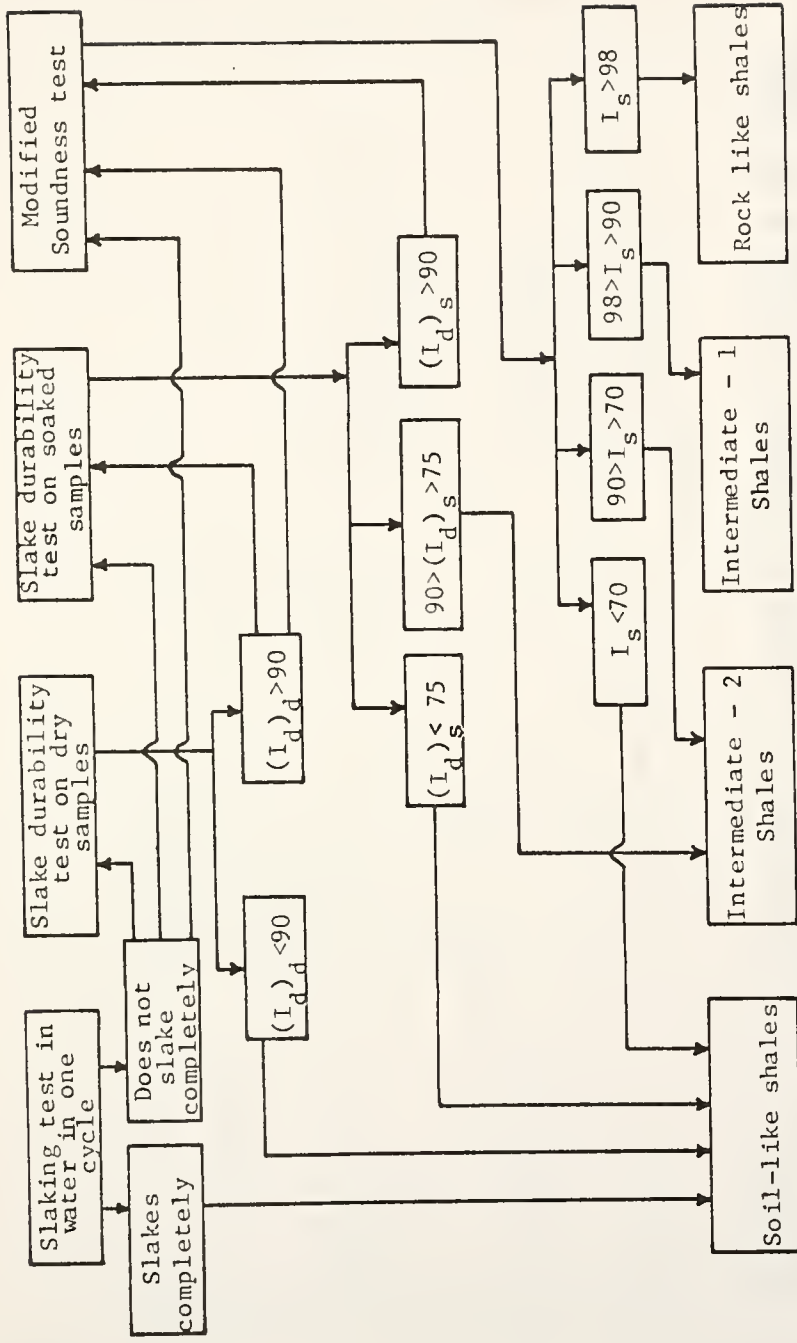 Slaking test in
water in one
cycle
Slake durability
test on dry
samples
Slake durability
test on soaked
samples
Modified
Soundness test
Slakes
completely
Does not
slake
completely
(I_d)_d <90
(I_d)_d >90
(I_d)_s < 75
90>(I_d)_s >75
(I_d)_s >90
I_s <70
90>I_s >70
98>I_s >90
I_s >98
Soil-like shales
Intermediate - 2
Shales
Intermediate - 1
Shales
Rock like shales